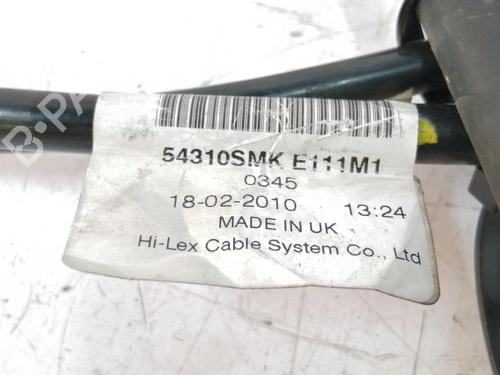 54310SMK E111M1
0345
18-02-2010 13:24
MADE IN UK
Hi-Lex Cable System Co., Ltd